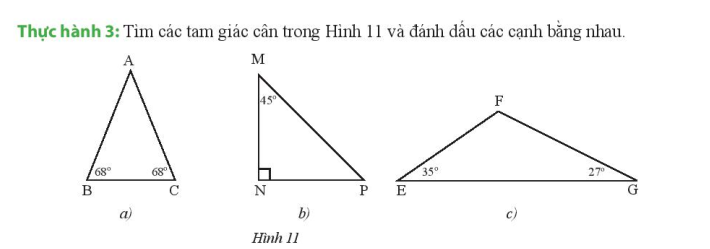 Thực hành 3: Tìm các tam giác cân trong Hình 11 và đánh dấu các cạnh bằng nhau.
A
68°
68°
B
C
a)
M
45°
N
P
b)
F
35°
27°
E
G
c)
Hình 11